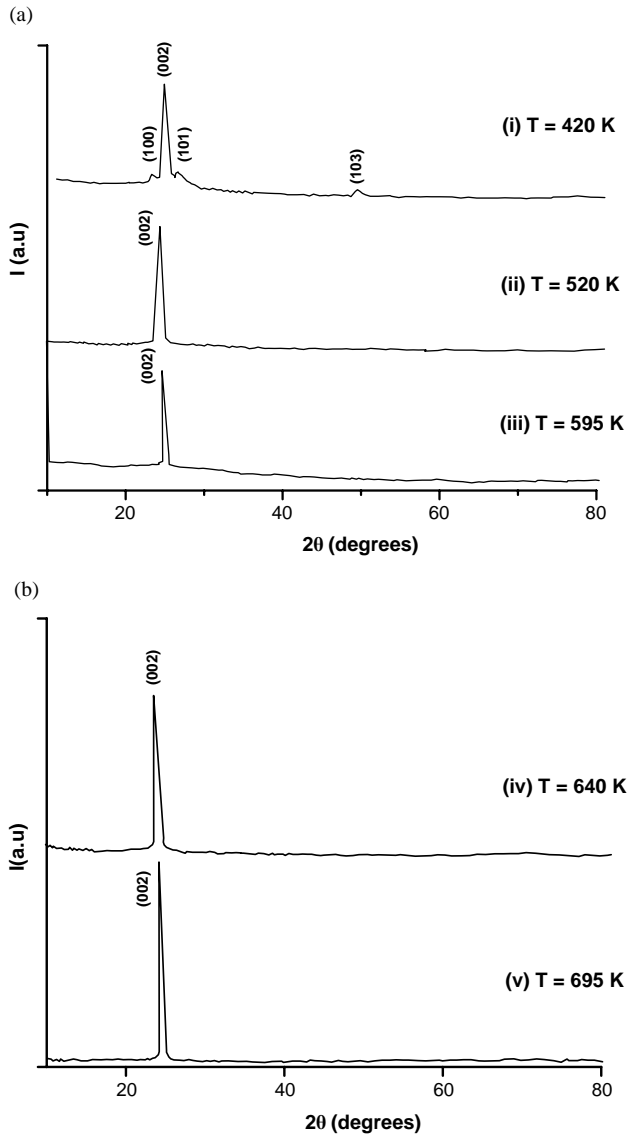 (a)
(002)
(100)
(101)
(103)
(i) T = 420 K
(002)
(ii) T = 520 K
(002)
(iii) T = 595 K
I (a.u)
20
40
60
80
2θ (degrees)
(b)
(002)
(iv) T = 640 K
(002)
(v) T = 695 K
I(a.u)
20
40
60
80
2θ (degrees)